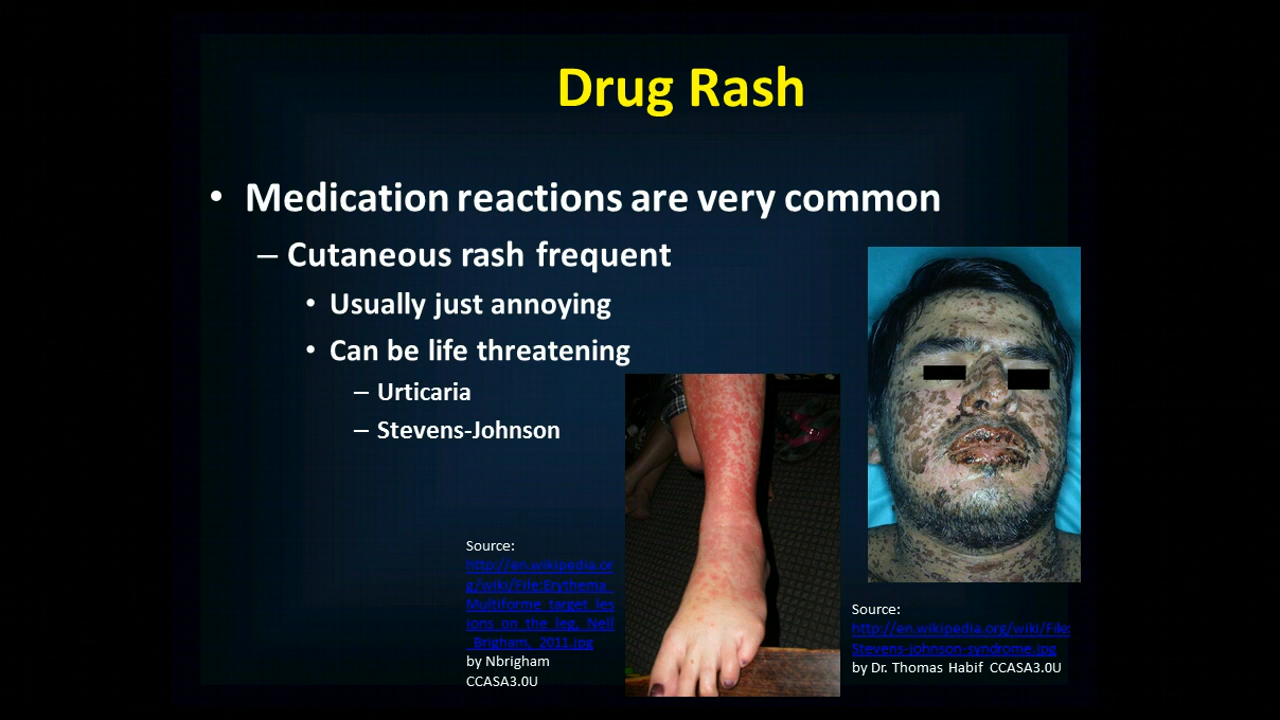 Drug Rash
• Medication reactions are very common
– Cutaneous rash frequent
• Usually just annoying
• Can be life threatening
– Urticaria
– Stevens-Johnson
Source:
http://en.wikipedia.or
g/wiki/File:Erythema_
Multiforme_target_les
ions_on_the_leg,_Nell
_Brigham,_2011.jpg
by Nbrigham
CCASA3.0U
Source:
http://en.wikipedia.org/wiki/File:
Stevens-johnson-syndrome.jpg
by Dr. Thomas Habif CCASA3.0U